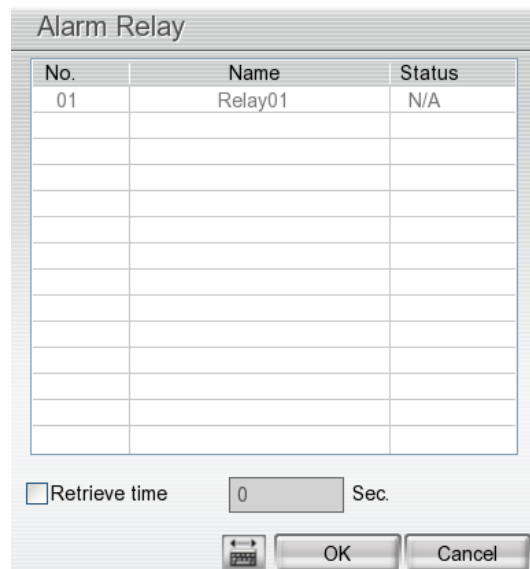 Alarm Relay
No. Name Status
01 Relay01 N/A
Retrieve time 0 Sec.
OK Cancel